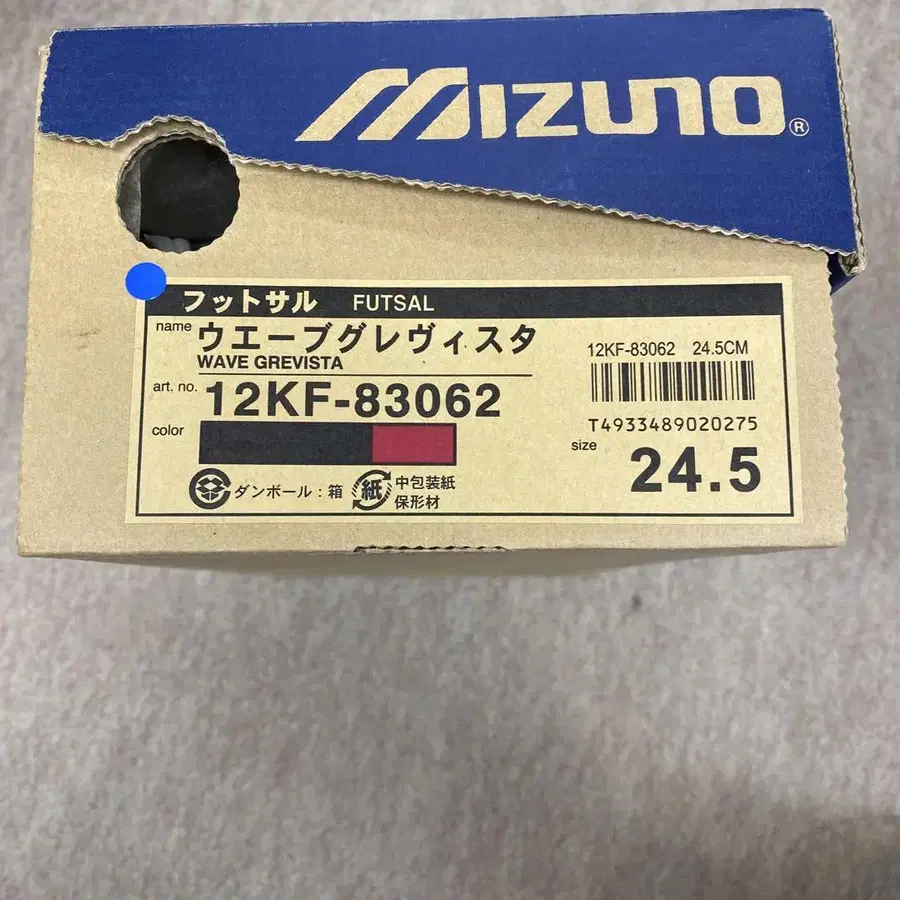 MIZUNO®
フットサル FUTSAL
name ウエーブグレヴィスタ
WAVE GREVISTA
art. no. 12KF-83062
color
ダンボール：箱
紙 中包装紙
保形材
12KF-83062 24.5CM
T4933489020275
size
24.5